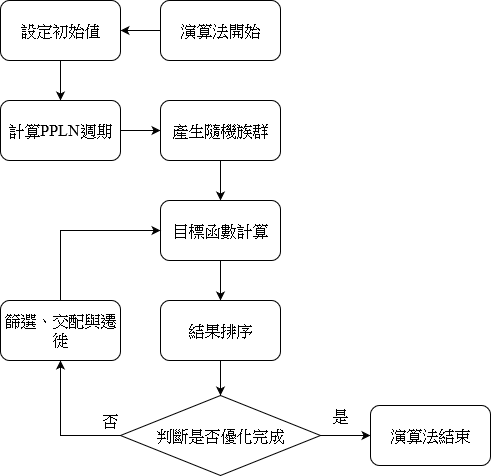 設定初始值
演算法開始
計算PPLN週期
產生隨機族群
目標函數計算
篩選、交配與遷
徙
結果排序
否
判斷是否優化完成
是
演算法結束